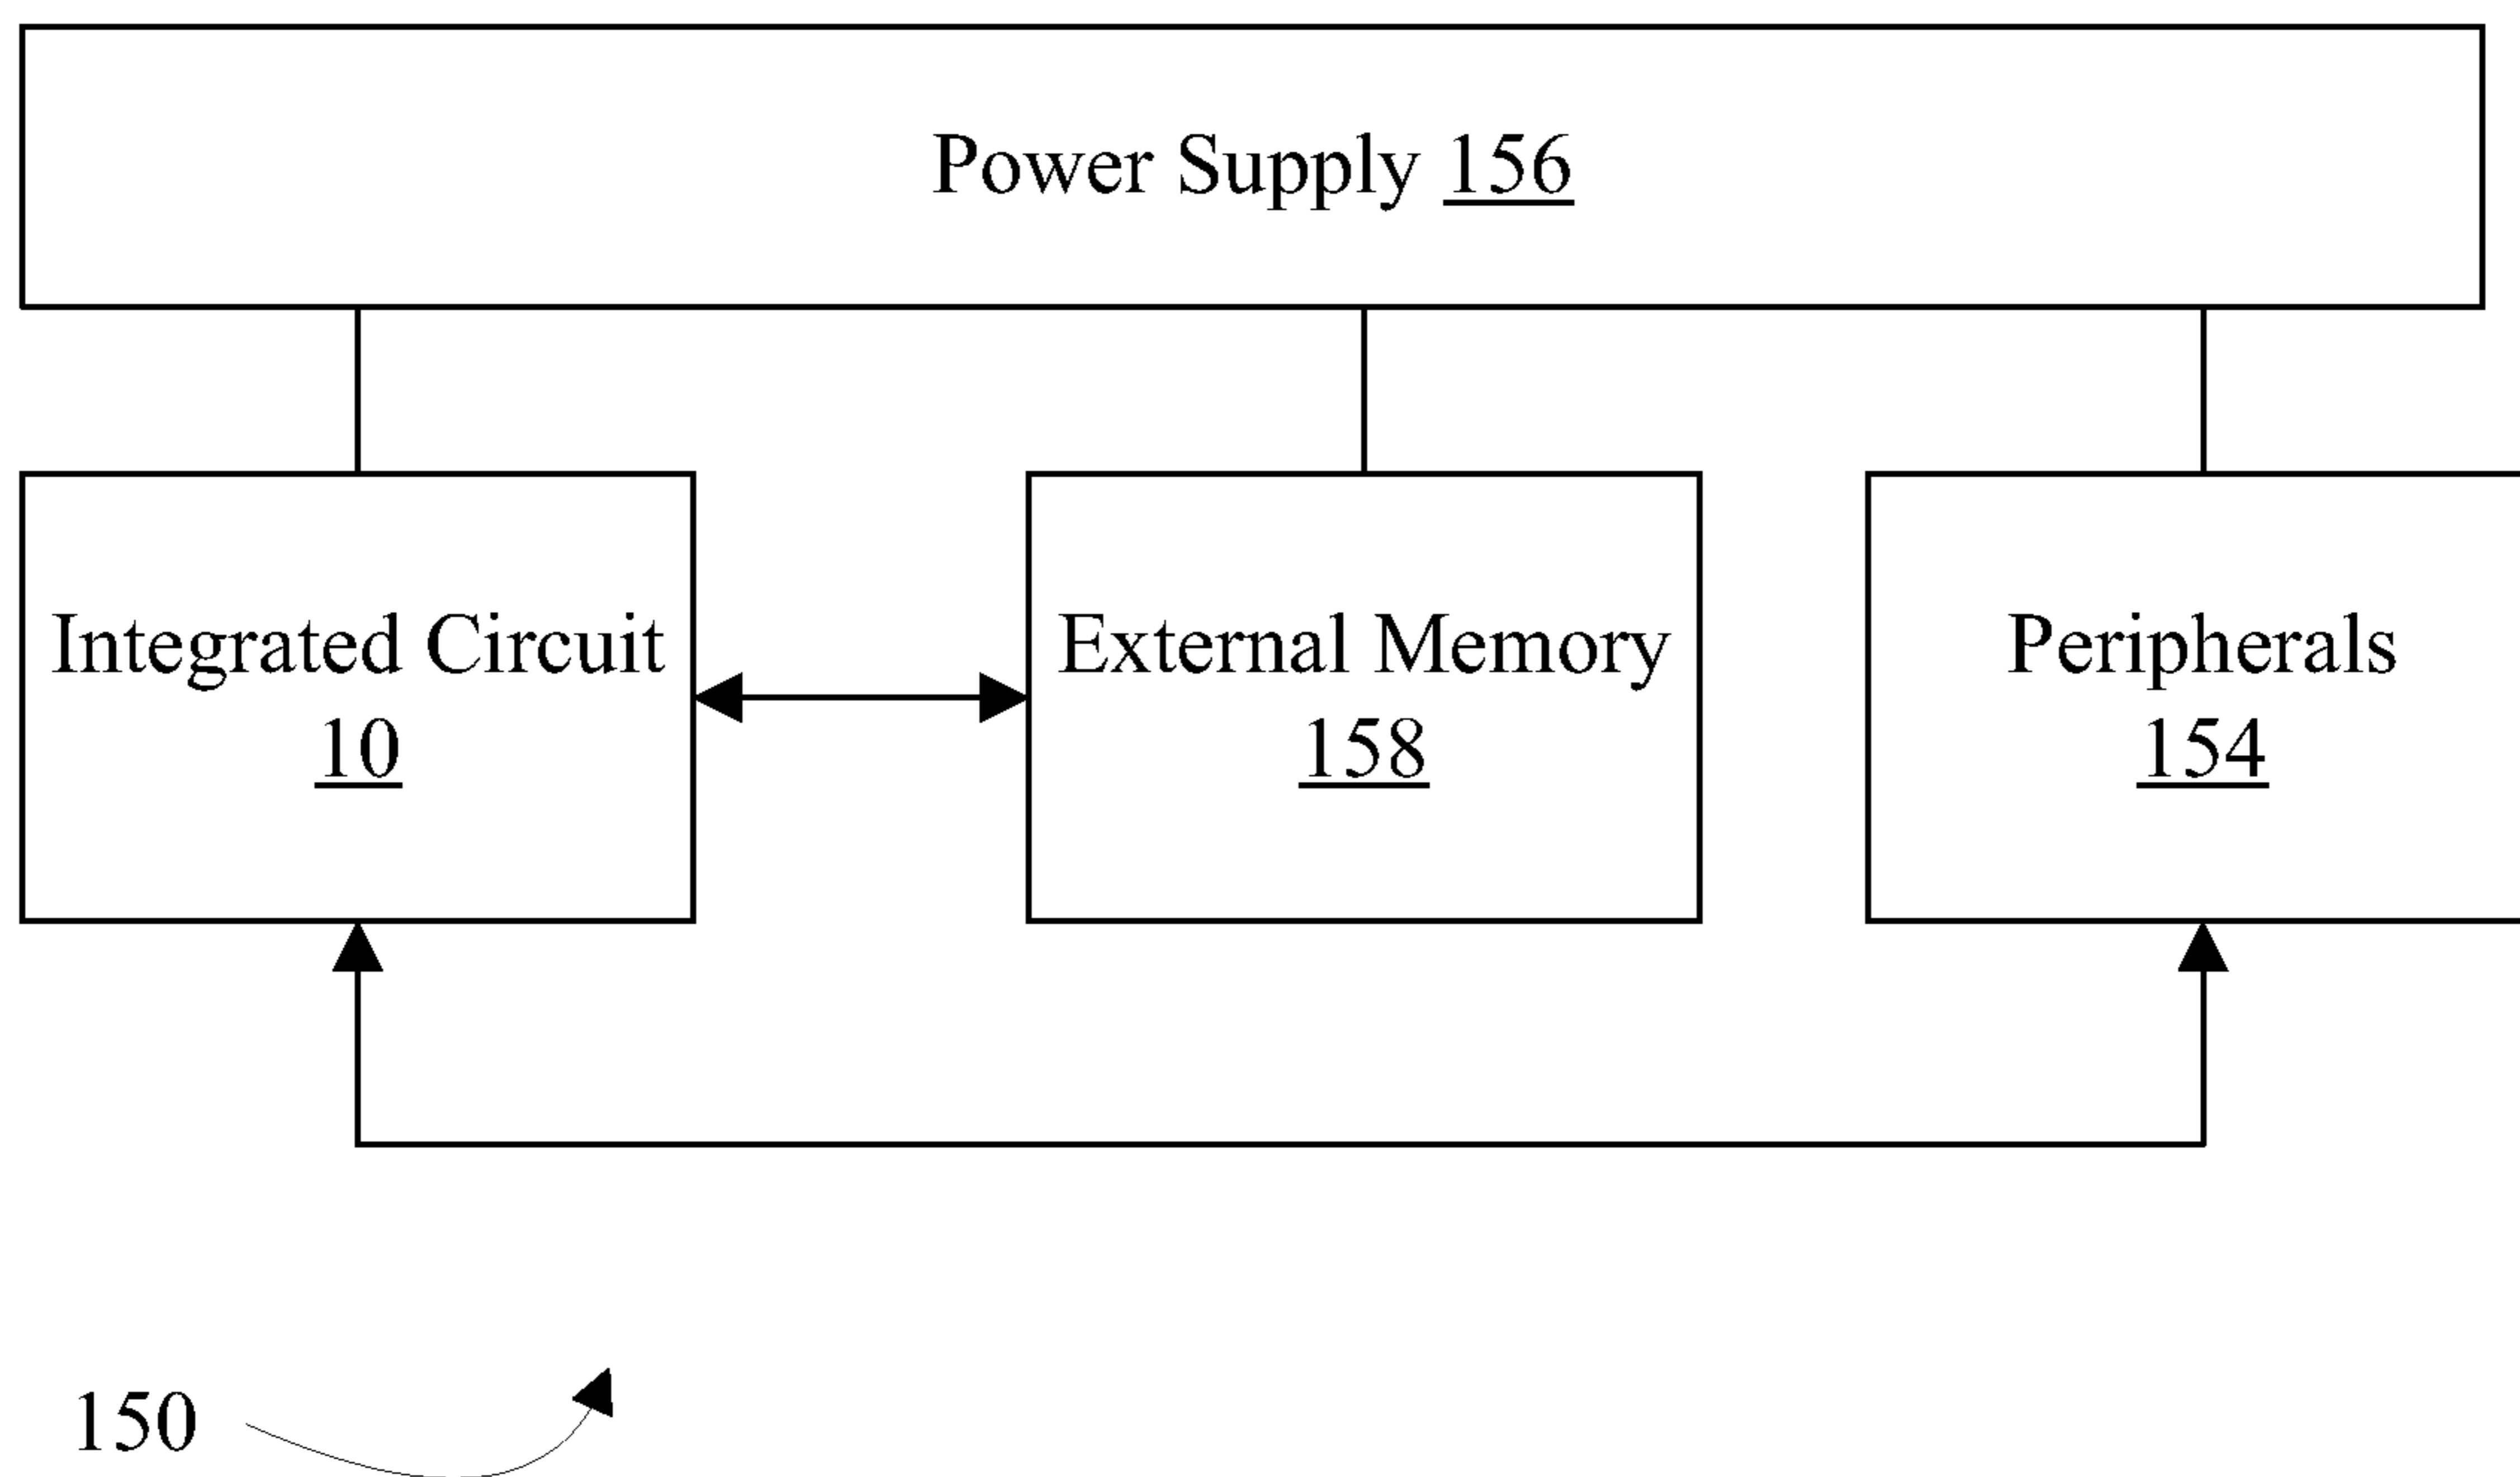 Power Supply 156
Integrated Circuit
10
External Memory
158
Peripherals
154
150